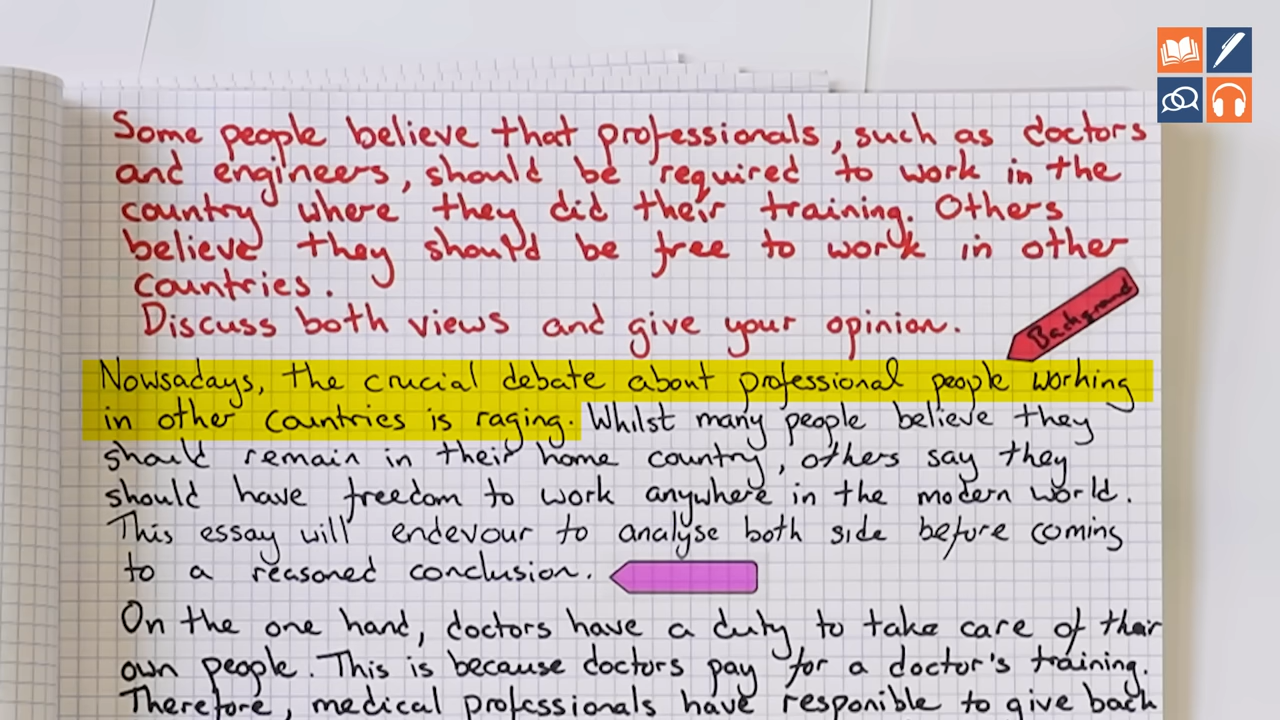 Some people believe that professionals, such as doctors
and engineers, should be required to work in the
country where they did their training. Others
believe they should be free to work in other
countries.
Discuss both views and give your opinion.
Background
Nowsadays, the crucial debate about professional people working
in other countries is raging. Whilst many people believe they
should remain in their home country, others say they
should have freedom to work anywhere in the modern world.
This essay will endevour to analyse both side before coming
to a reasoned conclusion.
On the one hand, doctors have a duty to take care of their
own people. This is because doctors pay for a doctor's training.
Therefore, medical professionals have responsible to give back